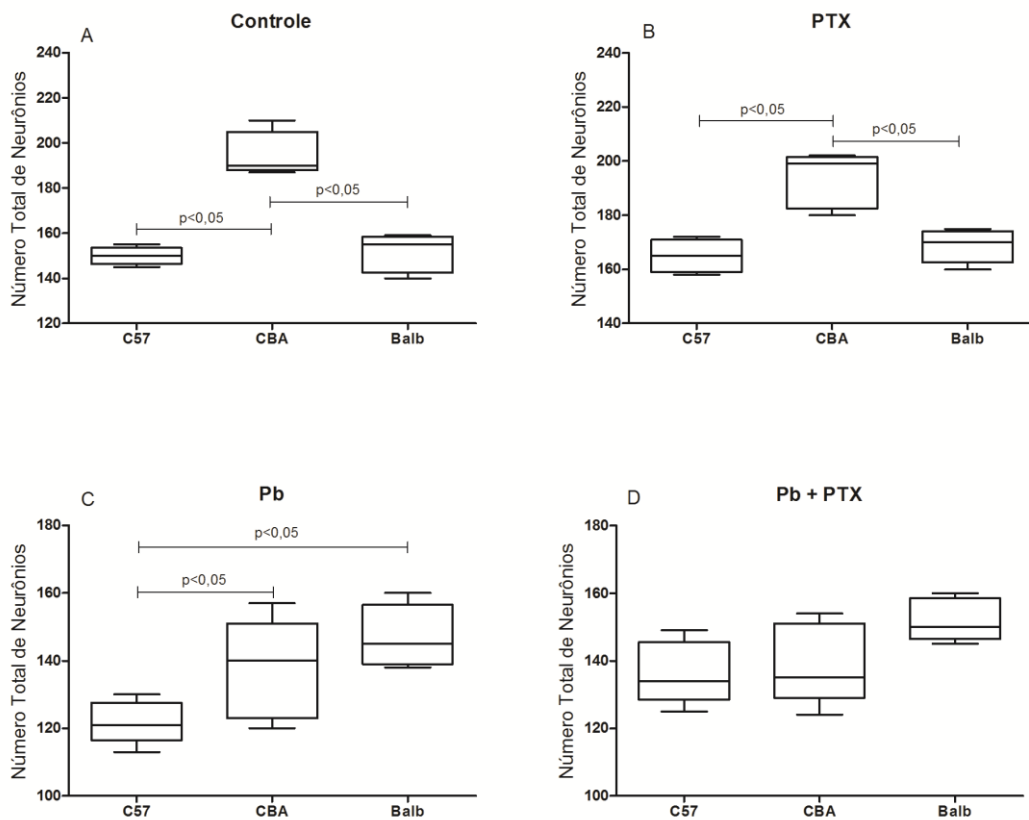 A
Controle
Número Total de Neurônios
240
220
200
180
160
140
120
p<0,05
p<0,05
C57
CBA
Balb
B
PTX
Número Total de Neurônios
240
220
200
180
160
140
p<0,05
p<0,05
C57
CBA
Balb
C
Pb
Número Total de Neurônios
180
160
140
120
100
p<0,05
p<0,05
C57
CBA
Balb
D
Pb + PTX
Número Total de Neurônios
180
160
140
120
100
C57
CBA
Balb